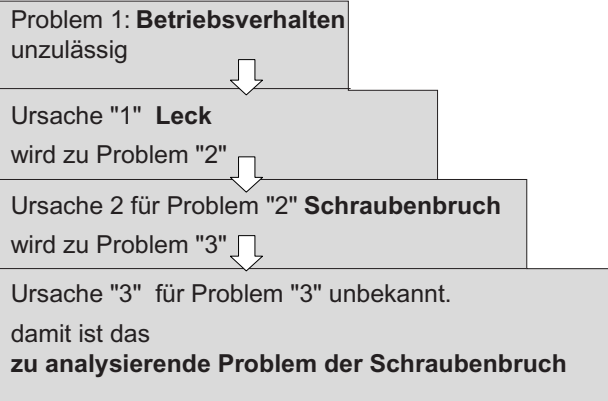 Problem 1: Betriebsverhalten
unzulässig
Ursache "1" Leck
wird zu Problem "2"
Ursache 2 für Problem "2" Schraubenbruch
wird zu Problem "3"
Ursache "3" für Problem "3" unbekannt.
damit ist das
zu analysierende Problem der Schraubenbruch